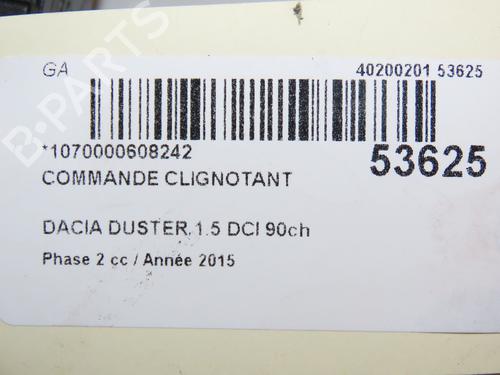 GA 40200201 53625
*1070000608242 53625
COMMANDE CLIGNOTANT
DACIA DUSTER 1.5 DCI 90ch
Phase 2 cc / Année 2015
B-PARTS